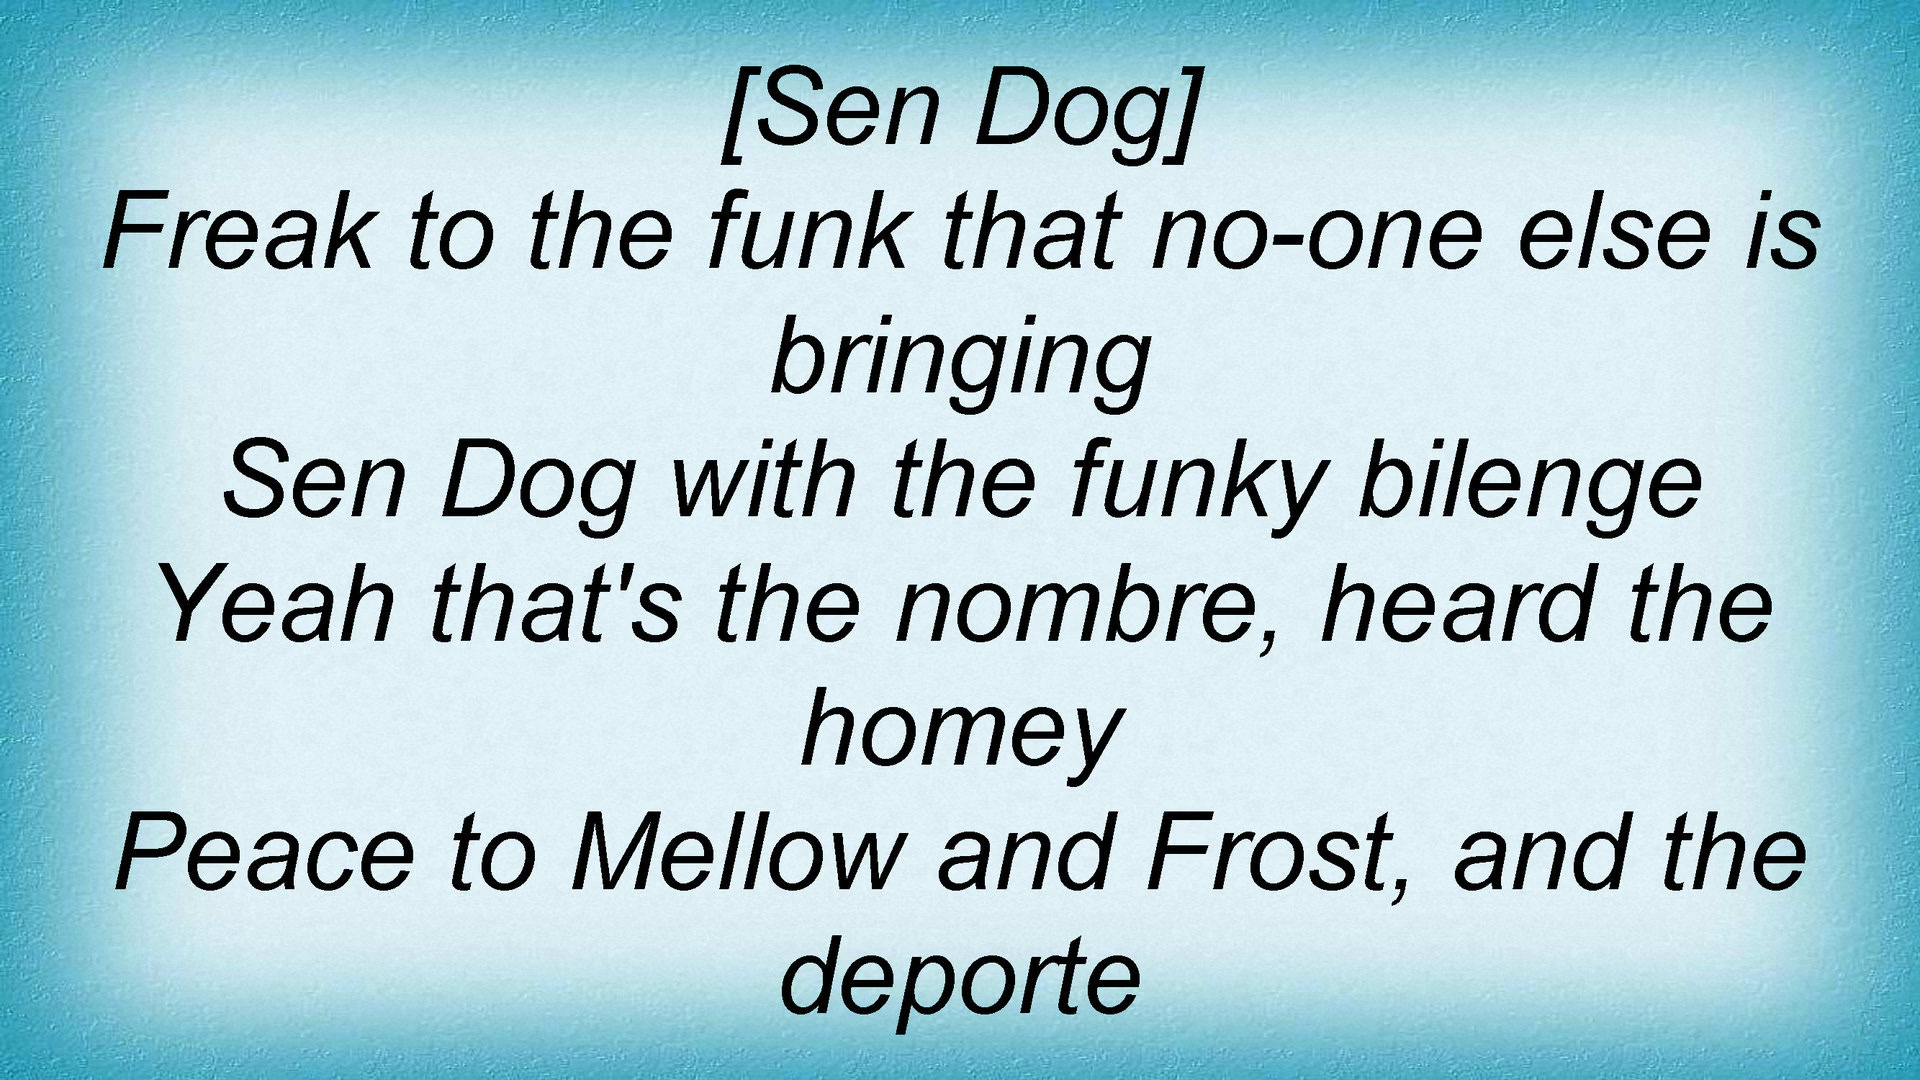 [Sen Dog]
Freak to the funk that no-one else is
bringing
Sen Dog with the funky bilenge
Yeah that's the nombre, heard the
homey
Peace to Mellow and Frost, and the
deporte